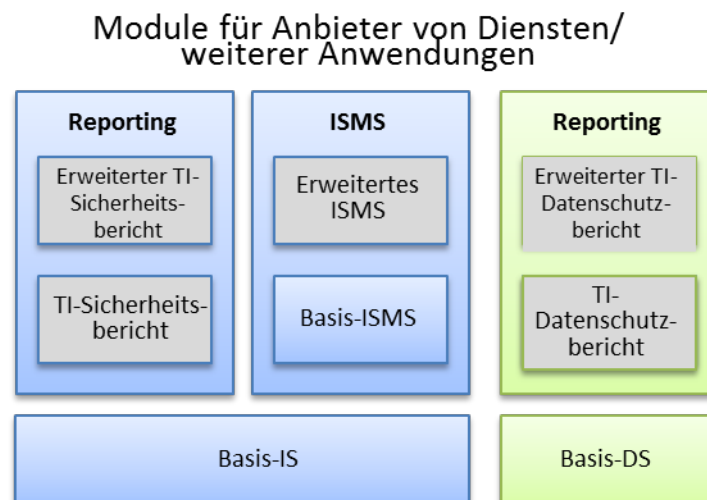 Module für Anbieter von Diensten/
weiterer Anwendungen
Reporting
Erweiterter TI-
Sicherheits-
bericht
TI-Sicherheits-
bericht
ISMS
Erweitertes
ISMS
Basis-ISMS
Reporting
Erweiterter TI-
Datenschutz-
bericht
TI-
Datenschutz-
bericht
Basis-IS
Basis-DS